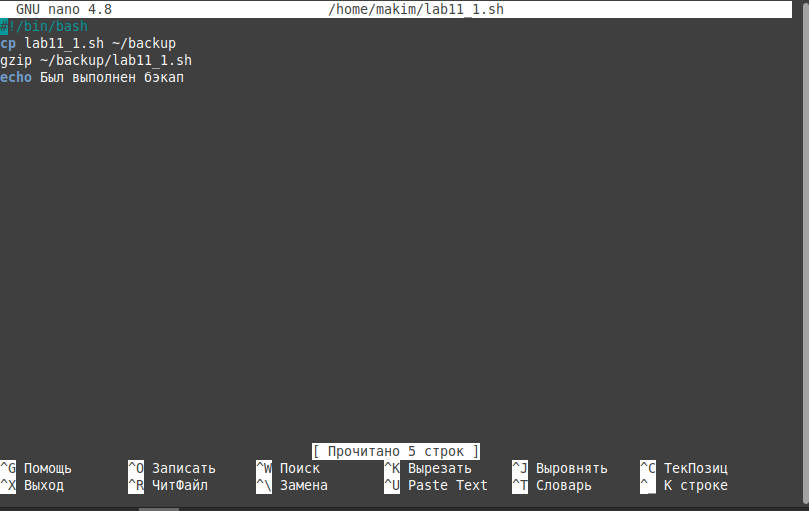 GNU nano 4.8 /home/makim/lab11_1.sh
#!/bin/bash
cp lab11_1.sh ~/backup
gzip ~/backup/lab11_1.sh
echo Был выполнен бэкап
[ Прочитано 5 строк ]
^G Помощь ^O Записать ^W Поиск ^K Вырезать ^J Выровнять ^C ТекПозиц
^X Выход ^R ЧитФайл ^\ Замена ^U Paste Text ^T Словарь ^_ К строке